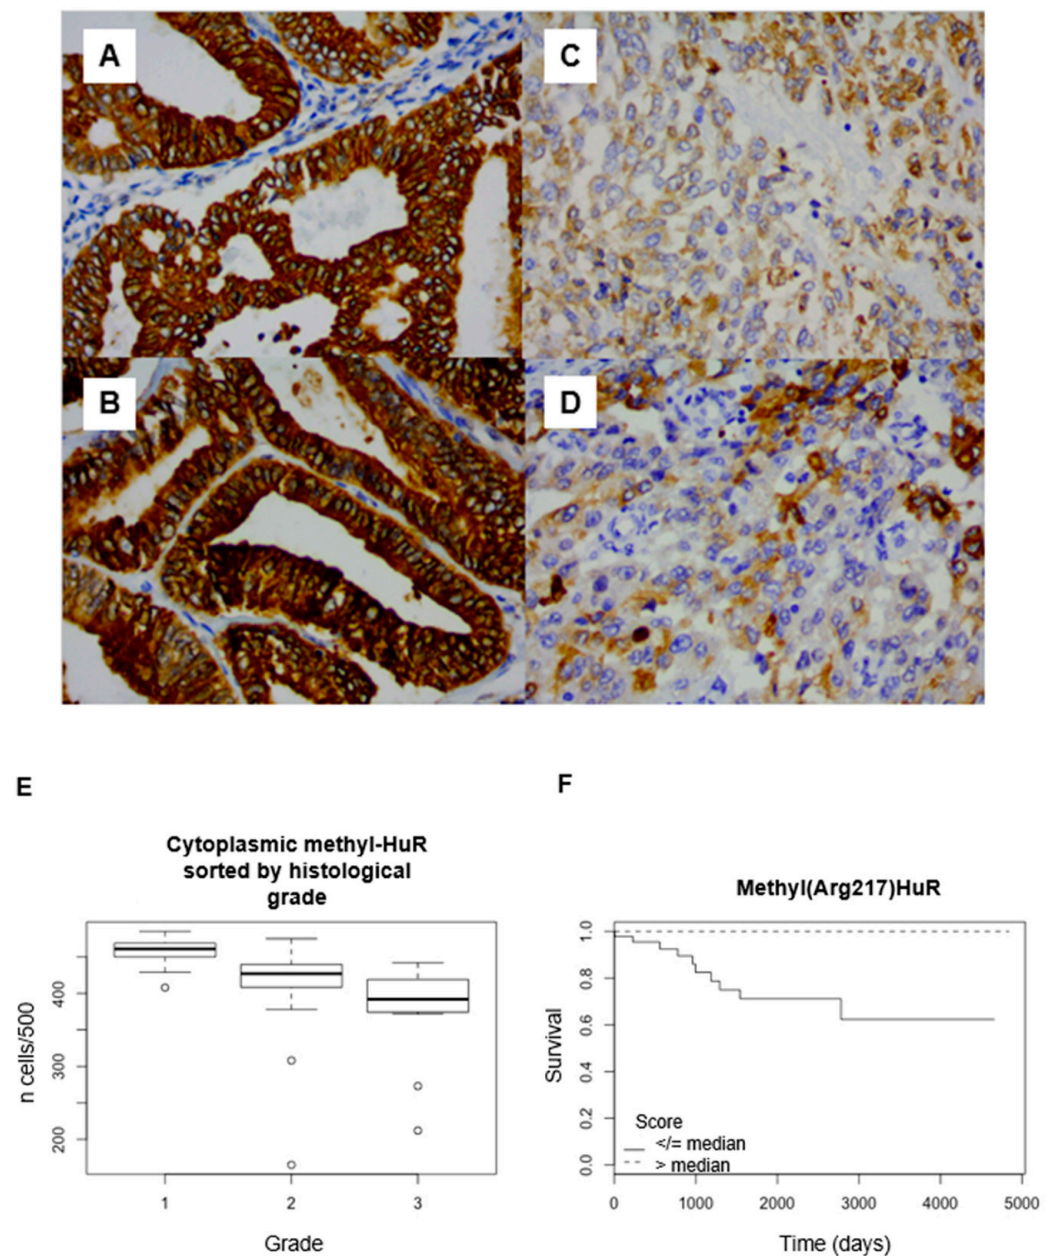 A
C
B
D
E
F
Cytoplasmic methyl-HuR
sorted by histological
grade
n cells/500
400
300
200
1 2 3
Grade
Methyl(Arg217)HuR
Survival
1.0
0.8
0.6
0.4
0.2
0.0
Score
</= median
> median
0 1000 2000 3000 4000 5000
Time (days)